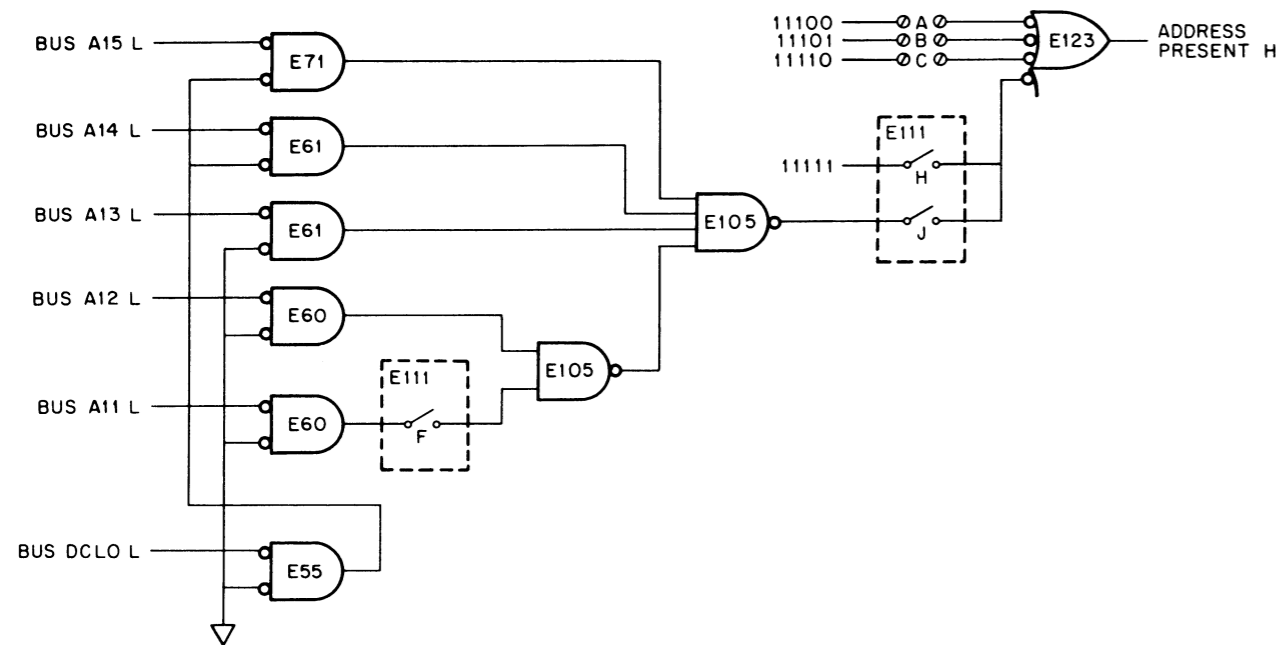 11100 A
11101 B
11110 C
E123
ADDRESS
PRESENT H
BUS A15 L
E71
BUS A14 L
E61
E111
11111
H
J
BUS A13 L
E61
E105
BUS A12 L
E60
E105
E111
F
BUS A11 L
E60
BUS DCLO L
E55